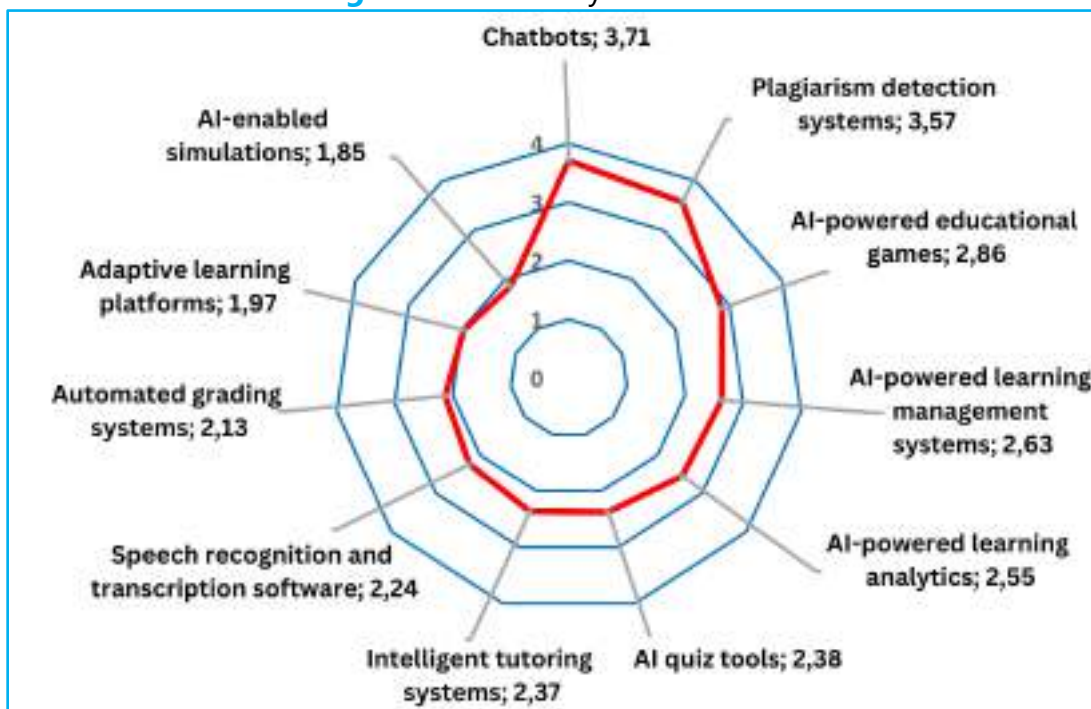 Chatbots; 3,71
Plagiarism detection
systems; 3,57
AI-powered educational
games; 2,86
AI-powered learning
management
systems; 2,63
AI-powered learning
analytics; 2,55
AI quiz tools; 2,38
Intelligent tutoring
systems; 2,37
Speech recognition and
transcription software; 2,24
Automated grading
systems; 2,13
Adaptive learning
platforms; 1,97
AI-enabled
simulations; 1,85
4
3
2
1
0